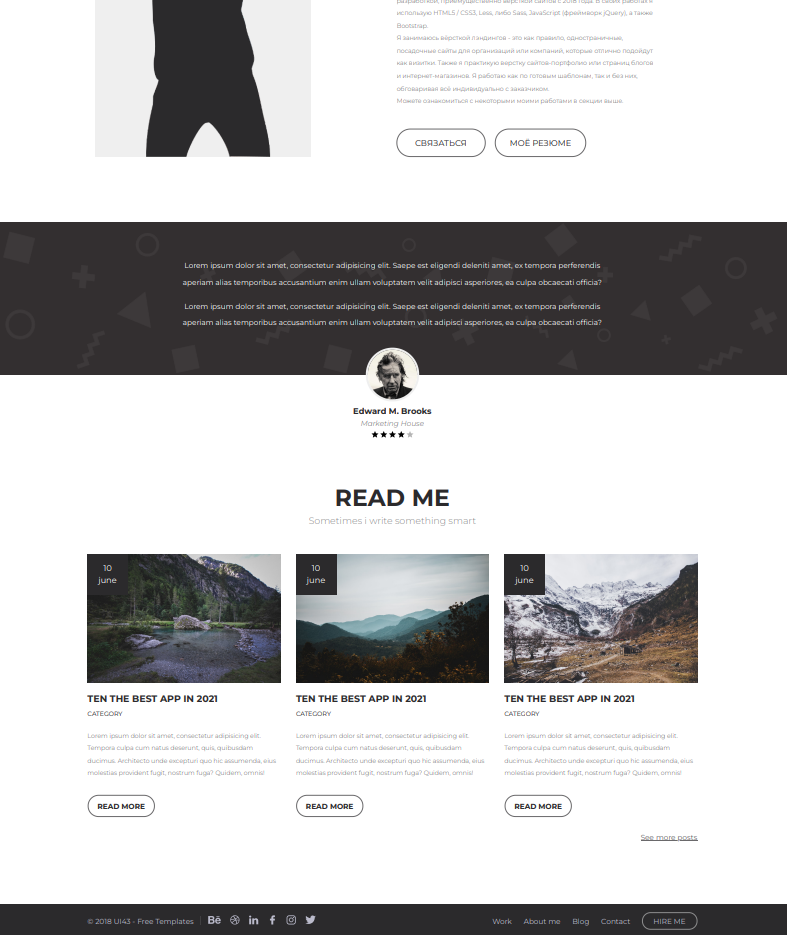 разработкой, преимущественно версткой сайтов с 2018 года. В своих работах я
использую HTML5 / CSS3, Less, либо Sass, JavaScript (фреймворк jQuery), а также
Bootstrap.
Я занимаюсь вёрсткой лэндингов - это как правило, одностраничные,
посадочные сайты для организаций или компаний, которые отлично подойдут
как визитки. Также я практикую верстку сайтов-портфолио или страниц блогов
и интернет-магазинов. Я работаю как по готовым шаблонам, так и без них,
обговаривая все индивидуально с заказчиком.
Можете ознакомиться с некоторыми моими работами в секции выше.
СВЯЗАТЬСЯ МОЁ РЕЗЮМЕ
Lorem ipsum dolor sit amet, consectetur adipisicing elit. Saepe est eligendi deleniti amet, ex tempora perferendis
aperiam alias temporibus accusantium enim ullam voluptatem velit adipisci asperiores, ea culpa obcaecati officia?
Lorem ipsum dolor sit amet, consectetur adipisicing elit. Saepe est eligendi deleniti amet, ex tempora perferendis
aperiam alias temporibus accusantium enim ullam voluptatem velit adipisci asperiores, ea culpa obcaecati officia?
Edward M. Brooks
Marketing House
READ ME
Sometimes i write something smart
10
june
TEN THE BEST APP IN 2021
CATEGORY
Lorem ipsum dolor sit amet, consectetur adipisicing elit.
Tempora culpa cum natus deserunt, quis, quibusdam
ducimus. Architecto unde excepturi quo hic assumenda, eius
molestias provident fugit, nostrum fuga? Quidem, omnis!
READ MORE
10
june
TEN THE BEST APP IN 2021
CATEGORY
Lorem ipsum dolor sit amet, consectetur adipisicing elit.
Tempora culpa cum natus deserunt, quis, quibusdam
ducimus. Architecto unde excepturi quo hic assumenda, eius
molestias provident fugit, nostrum fuga? Quidem, omnis!
READ MORE
10
june
TEN THE BEST APP IN 2021
CATEGORY
Lorem ipsum dolor sit amet, consectetur adipisicing elit.
Tempora culpa cum natus deserunt, quis, quibusdam
ducimus. Architecto unde excepturi quo hic assumenda, eius
molestias provident fugit, nostrum fuga? Quidem, omnis!
READ MORE
See more posts
© 2018 UI43 - Free Templates Work About me Blog Contact HIRE ME